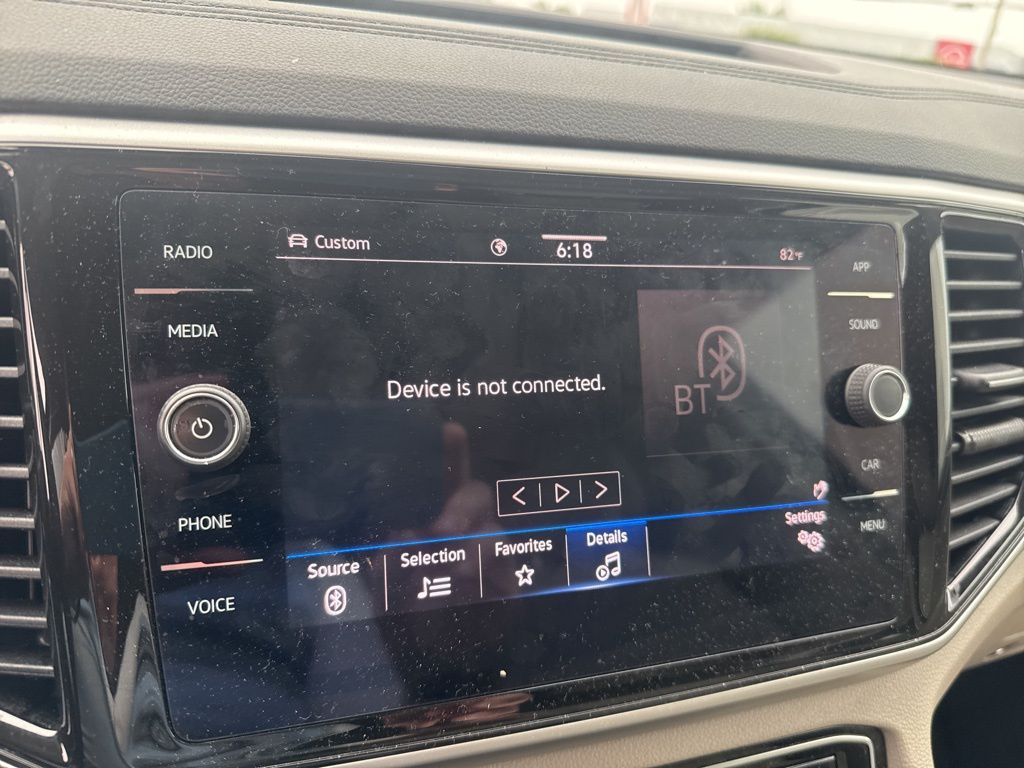 Custom
6:18
82°F
RADIO
MEDIA
PHONE
VOICE
Device is not connected.
BT
Source
Selection
Favorites
Details
Settings
APP
SOUND
CAR
MENU